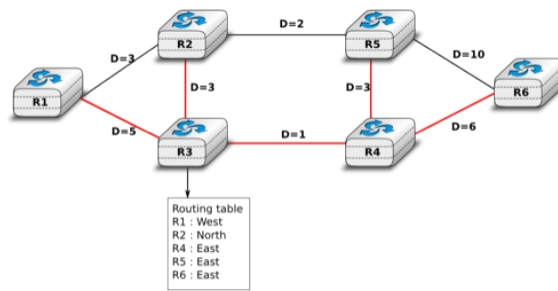 D=2
R2
R5
D=3
D=10
D=3
D=3
R1
R6
D=5
D=1
D=6
R3
R4
Routing table
R1 : West
R2 : North
R4 : East
R5 : East
R6 : East